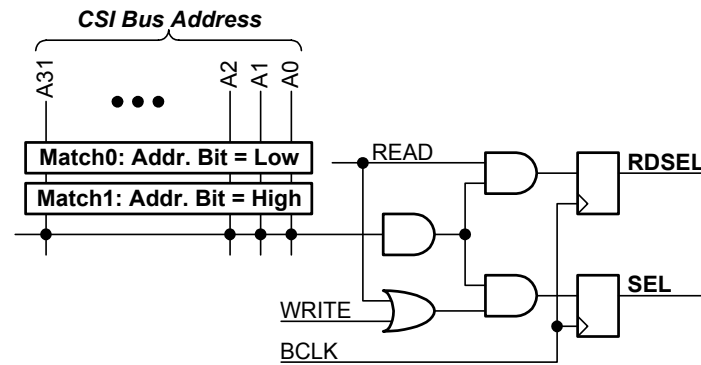 CSI Bus Address
A31
A2
A1
A0
Match0: Addr. Bit = Low
Match1: Addr. Bit = High
READ
RDSEL
WRITE
SEL
BCLK